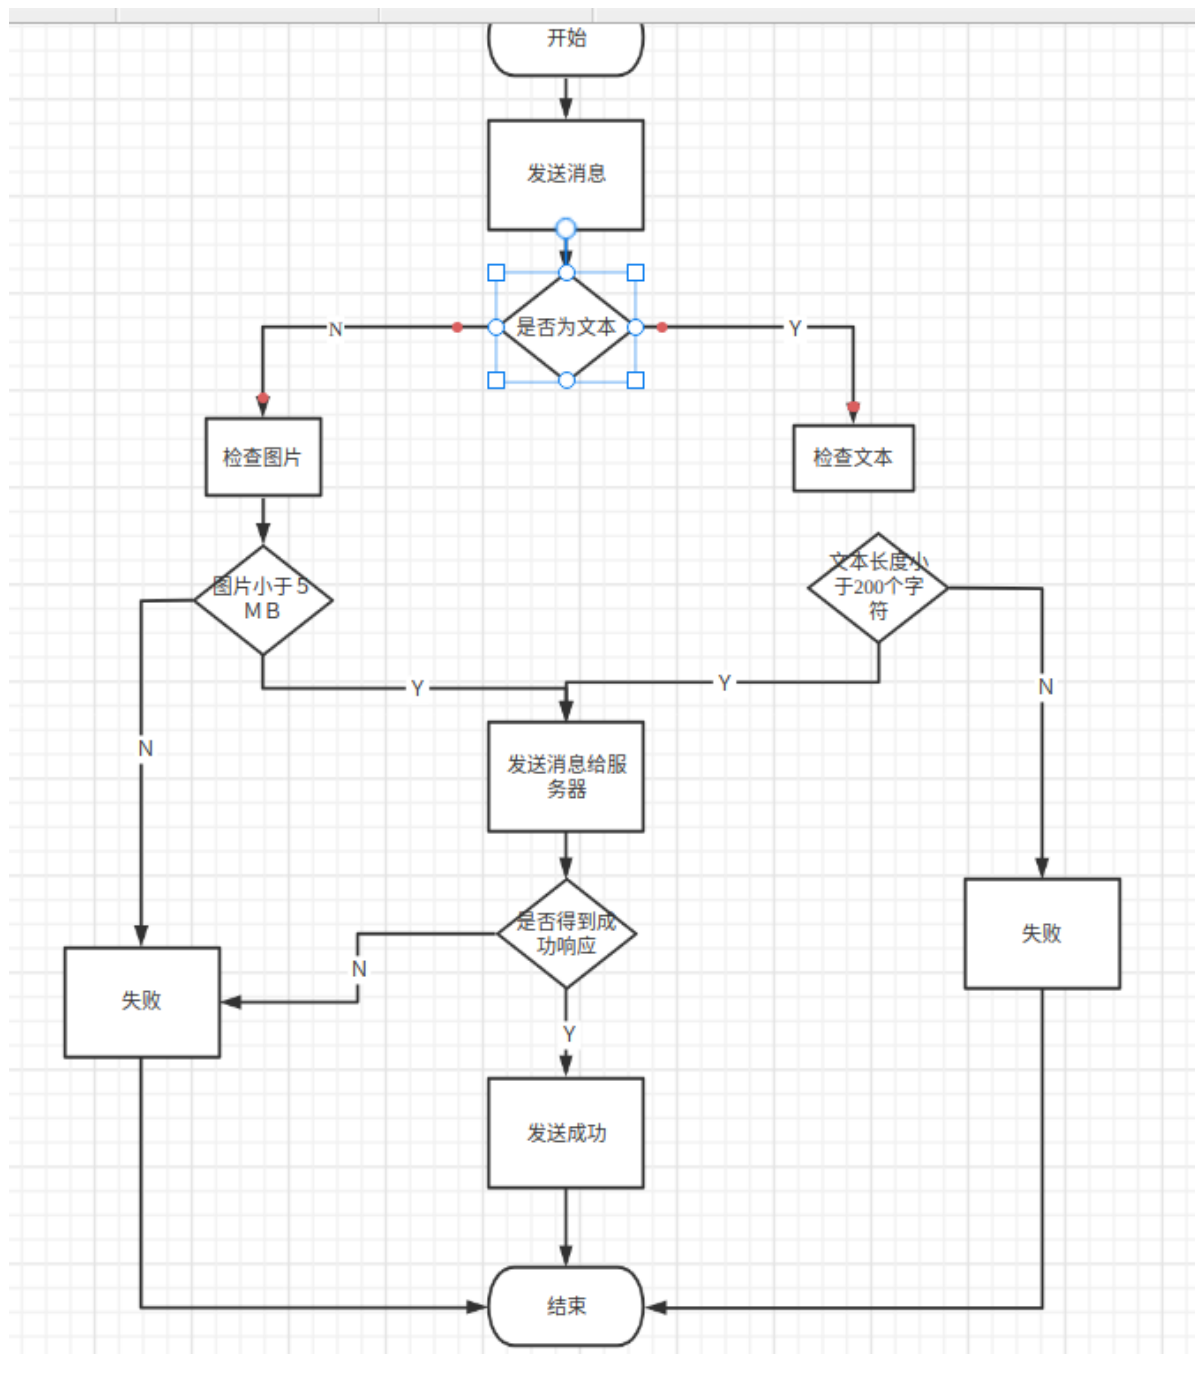 开始
发送消息
是否为文本
N
Y
检查图片
检查文本
图片小于５
ＭＢ
文本长度小
于200个字
符
Y
Y
N
N
发送消息给服
务器
是否得到成
功响应
失败
N
失败
Y
发送成功
结束